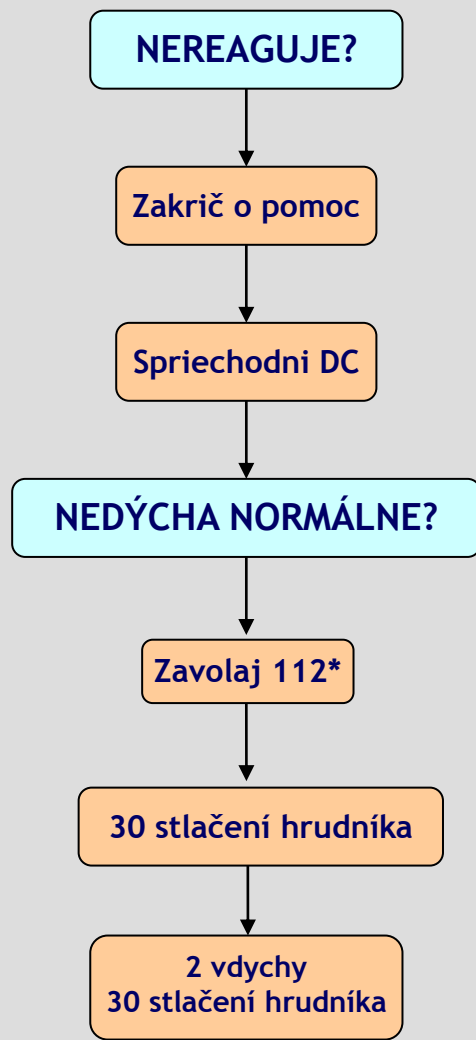 NEREAGUJE?
Zakrič o pomoc
Spriechodni DC
NEDÝCHA NORMÁLNE?
Zavolaj 112*
30 stlačení hrudníka
2 vdychy
30 stlačení hrudníka